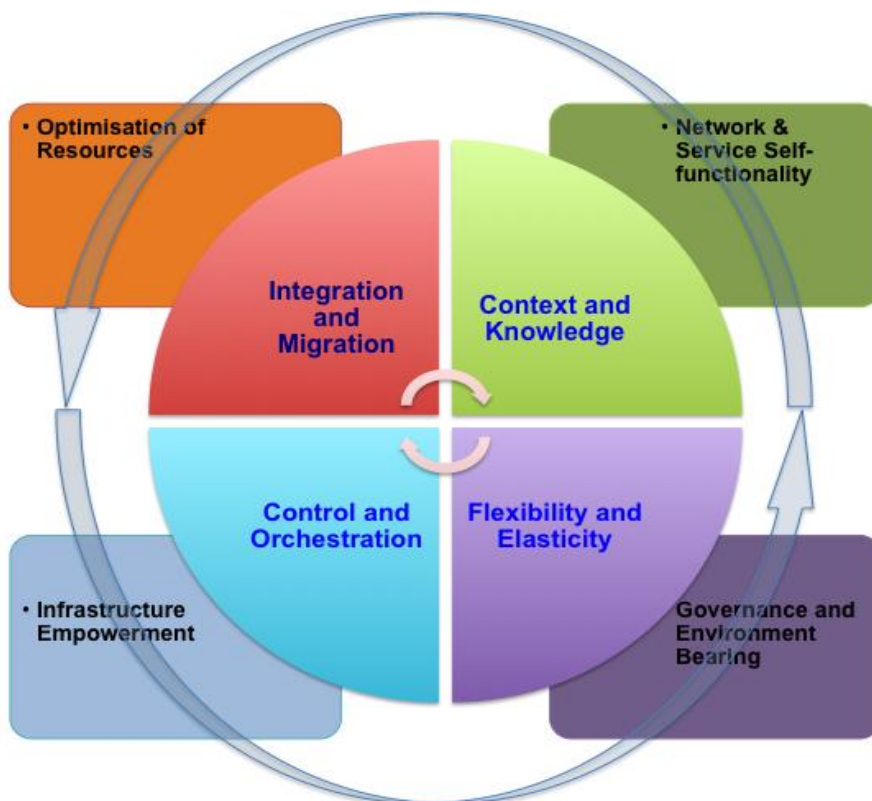 • Optimisation of
Resources
• Network &
Service Self-
functionality
Integration
and
Migration
Context and
Knowledge
Control and
Orchestration
Flexibility and
Elasticity
• Infrastructure
Empowerment
Governance and
Environment
Bearing